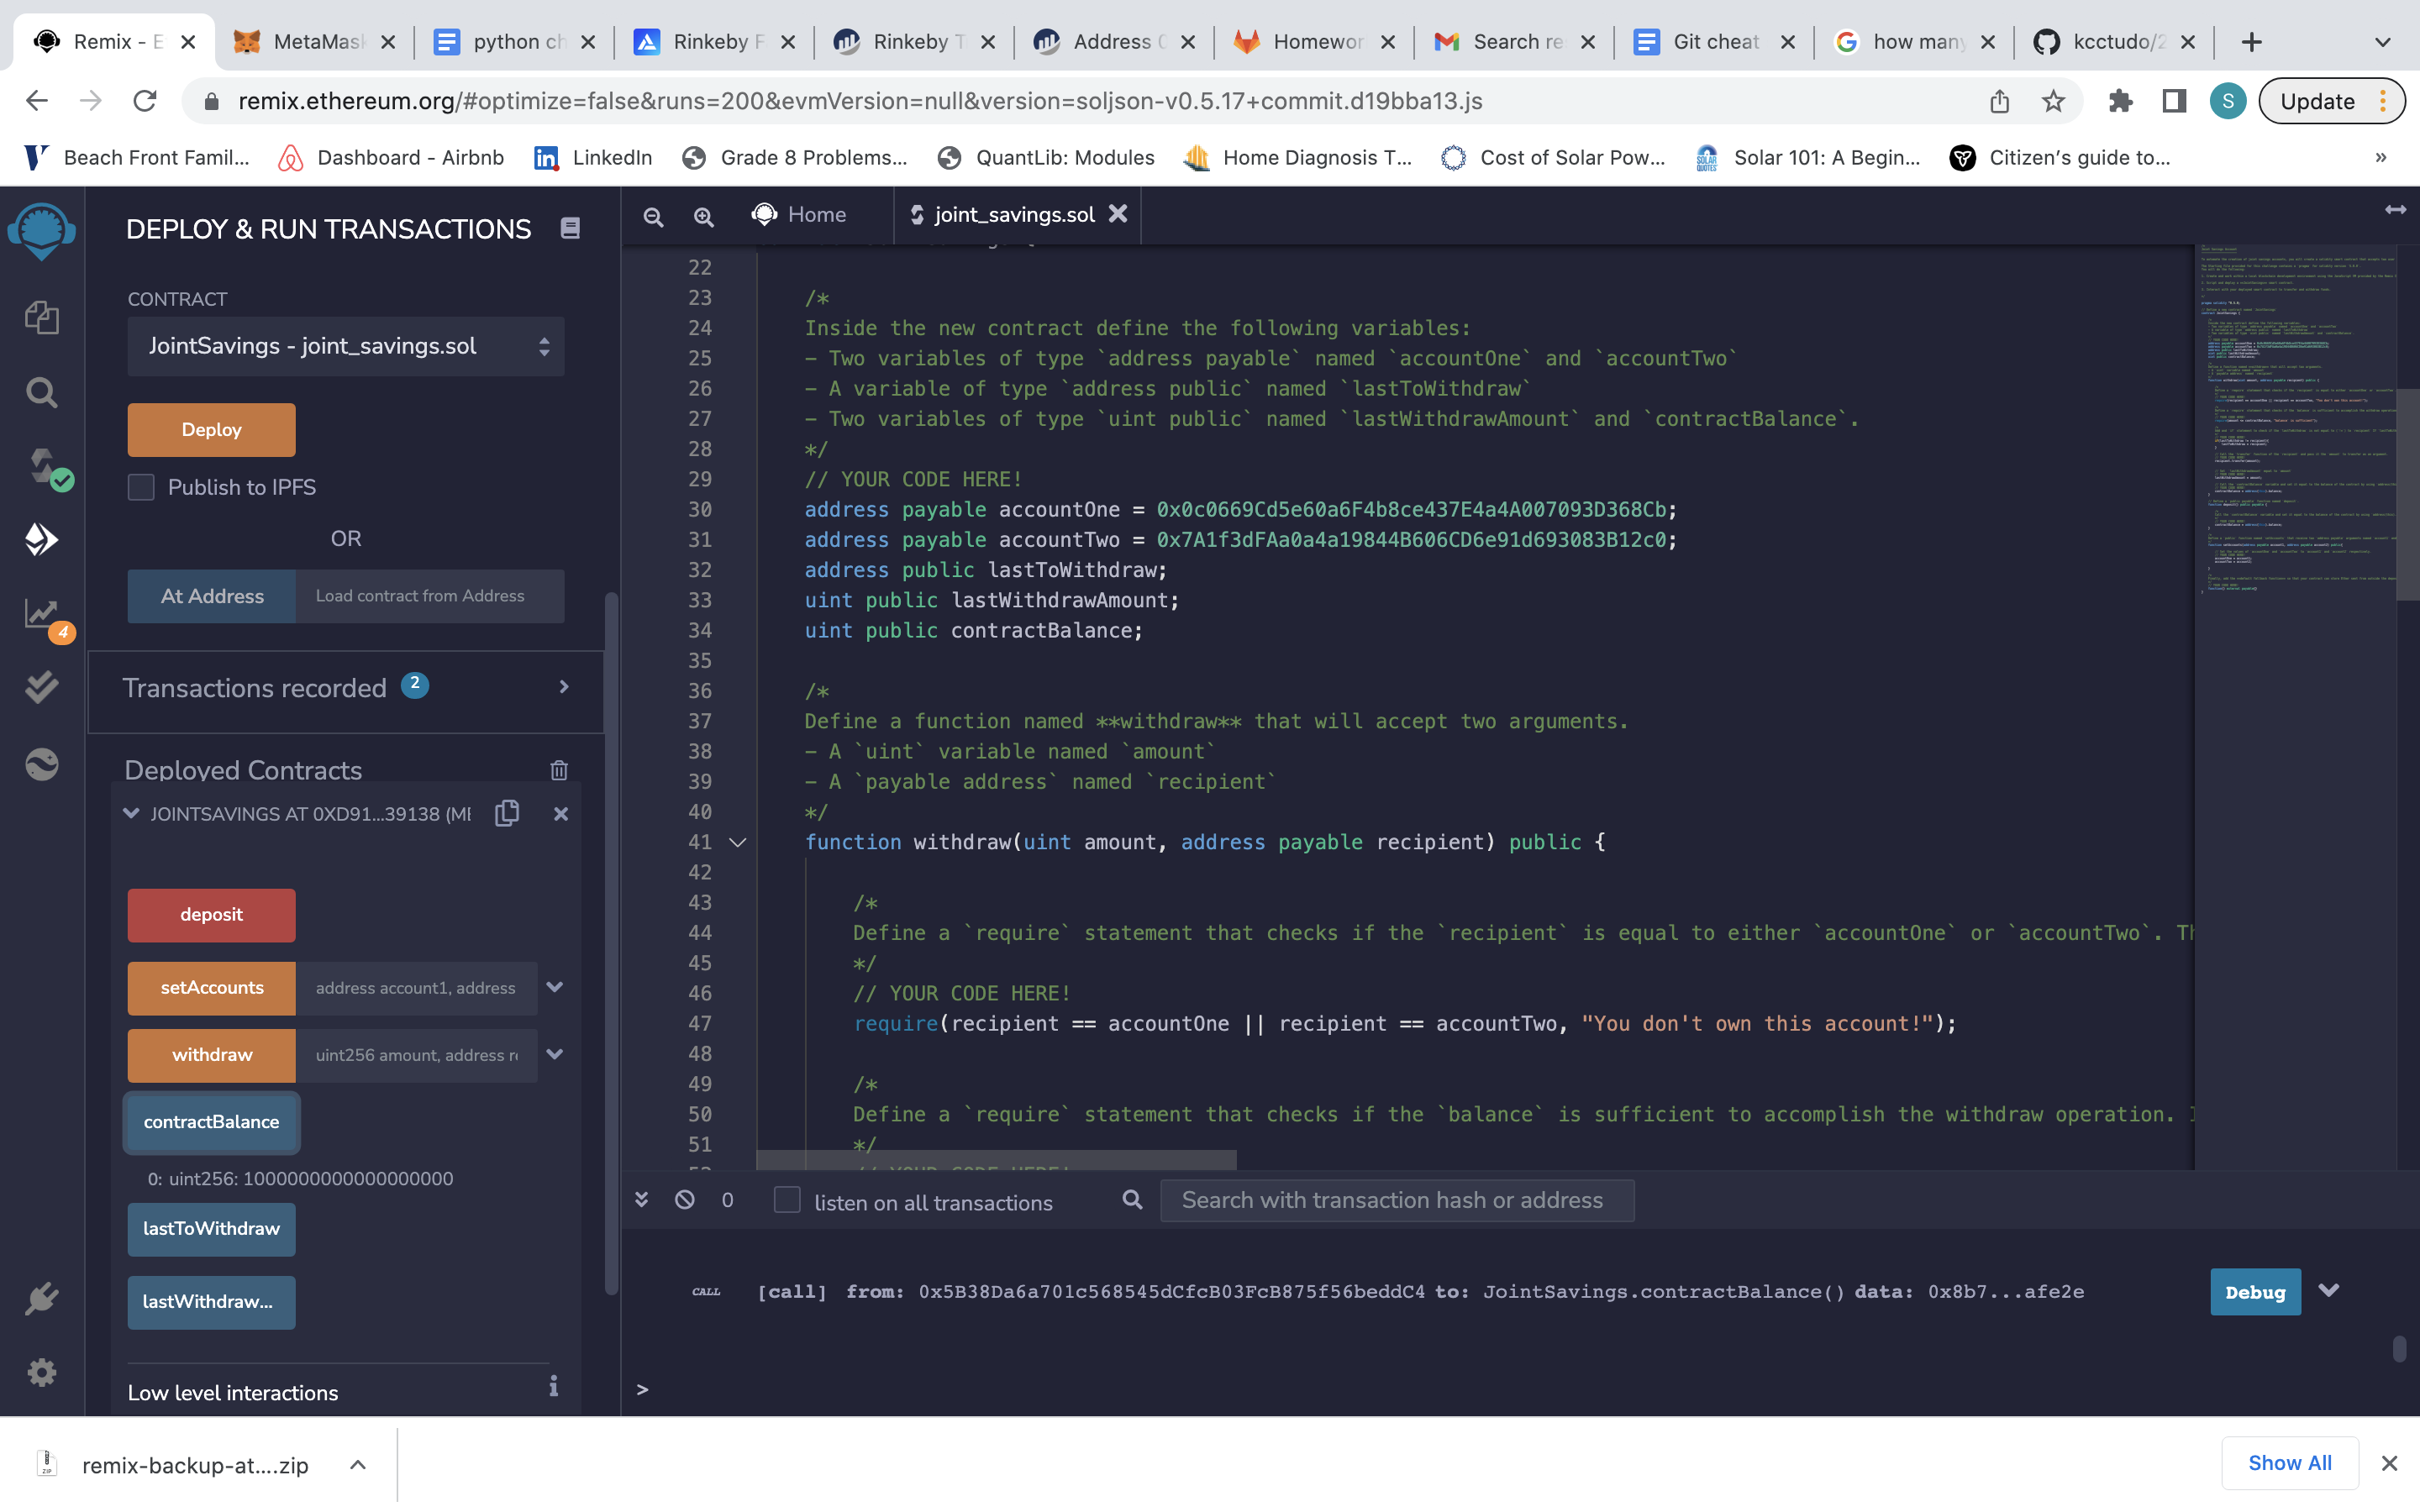 Remix - E
MetaMas
python ch
Rinkeby F
Rinkeby T
Address 0
Homewor
Search re
Git cheat
how many
kcctudo/2
remix.ethereum.org/#optimize=false&runs=200&evmVersion=null&version=soljson-v0.5.17+commit.d19bba13.js
S
Update
Beach Front Famil...
Dashboard - Airbnb
LinkedIn
Grade 8 Problems...
QuantLib: Modules
Home Diagnosis T...
Cost of Solar Pow...
Solar 101: A Begin...
Citizen's guide to...
»
DEPLOY & RUN TRANSACTIONS
CONTRACT
JointSavings - joint_savings.sol
Deploy
Publish to IPFS
OR
At Address
Load contract from Address
4
Transactions recorded 2
Deployed Contracts
JOINTSAVINGS AT 0XD91...39138 (ME
deposit
setAccounts
address account1, address
withdraw
uint256 amount, address re
contractBalance
0: uint256: 1000000000000000000
lastToWithdraw
lastWithdraw...
Low level interactions
Home
joint_savings.sol
22
23 /*
24 Inside the new contract define the following variables:
25 - Two variables of type `address payable` named `accountOne` and `accountTwo`
26 - A variable of type `address public` named `lastToWithdraw`
27 - Two variables of type `uint public` named `lastWithdrawAmount` and `contractBalance`.
28 */
29 // YOUR CODE HERE!
30 address payable accountOne = 0x0c0669Cd5e60a6F4b8ce437E4a4A007093D368Cb;
31 address payable accountTwo = 0x7A1f3dFAa0a4a19844B606CD6e91d693083B12c0;
32 address public lastToWithdraw;
33 uint public lastWithdrawAmount;
34 uint public contractBalance;
35
36 /*
37 Define a function named **withdraw** that will accept two arguments.
38 - A `uint` variable named `amount`
39 - A `payable address` named `recipient`
40 */
41 function withdraw(uint amount, address payable recipient) public {
42
43 /*
44 Define a `require` statement that checks if the `recipient` is equal to either `accountOne` or `accountTwo`. Th
45 */
46 // YOUR CODE HERE!
47 require(recipient == accountOne || recipient == accountTwo, "You don't own this account!");
48
49 /*
50 Define a `require` statement that checks if the `balance` is sufficient to accomplish the withdraw operation. I
51 */
0
listen on all transactions
Search with transaction hash or address
CALL [call] from: 0x5B38Da6a701c568545dCfcB03FcB875f56beddC4 to: JointSavings.contractBalance() data: 0x8b7...afe2e
Debug
>
remix-backup-at....zip
Show All